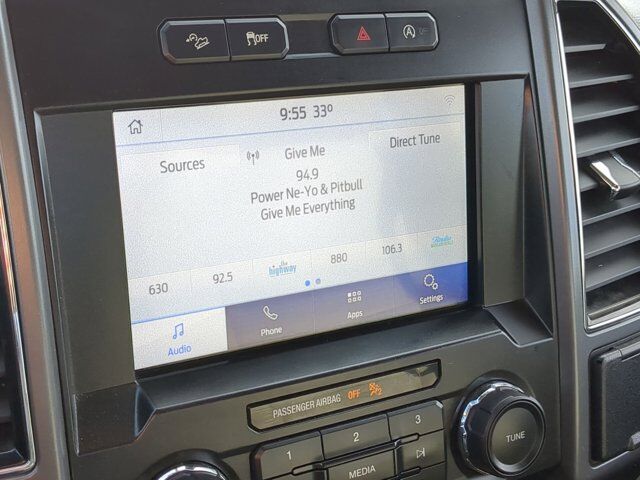 OFF
9:55 33°
Sources
Give Me
Direct Tune
94.9
Power Ne-Yo & Pitbull
Give Me Everything
630
92.5
the highway
880
106.3
Audio
Phone
Apps
Settings
PASSENGER AIRBAG OFF
1
2
3
MEDIA
TUNE